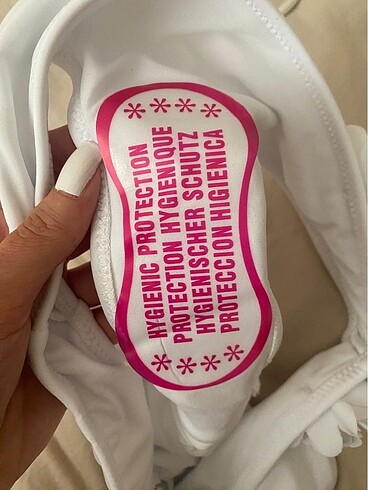 ****
HYGIENIC PROTECTION
PROTECTION HYGIENIQUE
HYGIENISCHER SCHUTZ
PROTECCION HIGIENICA
****